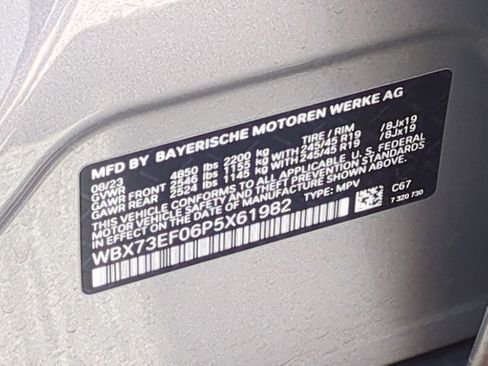 MFD BY BAYERISCHE MOTOREN WERKE AG
08/23 TIRE / RIM
GVWR 4850 lbs 2200 kg
GAWR FRONT 2546 lbs 1155 kg WITH 245/45 R19 /8Jx19
GAWR REAR 2524 lbs 1145 kg WITH 245/45 R19 /8Jx19
THIS VEHICLE CONFORMS TO ALL APPLICABLE U. S. FEDERAL
MOTOR VEHICLE SAFETY AND THEFT PREVENTION STANDARDS
IN EFFECT ON THE DATE OF MANUFACTURE SHOWN ABOVE.
WBX73EF06P5X61982 TYPE: MPV C67
7 320 730